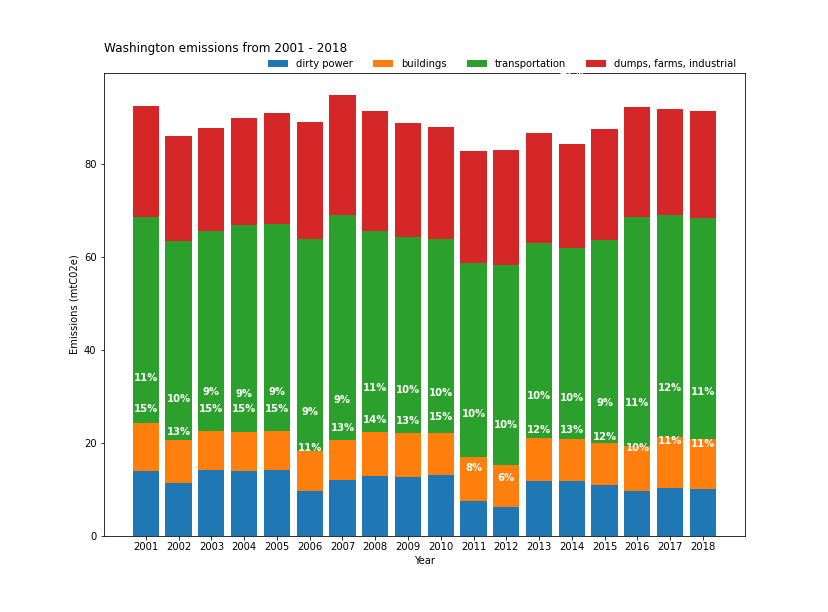 Washington emissions from 2001 - 2018
dirty power buildings transportation dumps, farms, industrial
80
60
40
20
0
Emissions (mtC02e)
11% 10% 9% 9% 9% 9% 9% 11% 10% 10% 10% 10% 10% 10% 9% 11% 12% 11%
15% 13% 15% 15% 15% 11% 13% 14% 13% 15% 8% 6% 12% 13% 12% 10% 11% 11%
2001 2002 2003 2004 2005 2006 2007 2008 2009 2010 2011 2012 2013 2014 2015 2016 2017 2018
Year